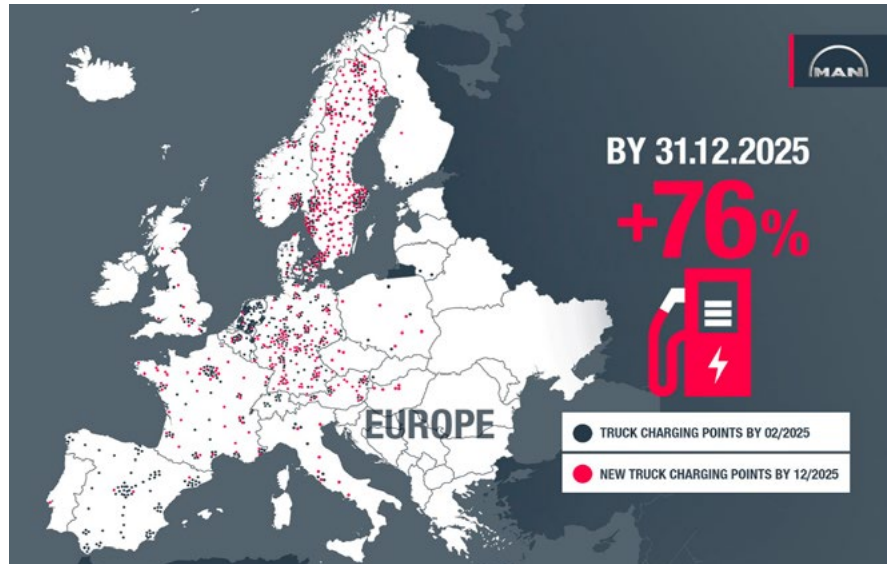 MAN
BY 31.12.2025
+76%
EUROPE
TRUCK CHARGING POINTS BY 02/2025
NEW TRUCK CHARGING POINTS BY 12/2025